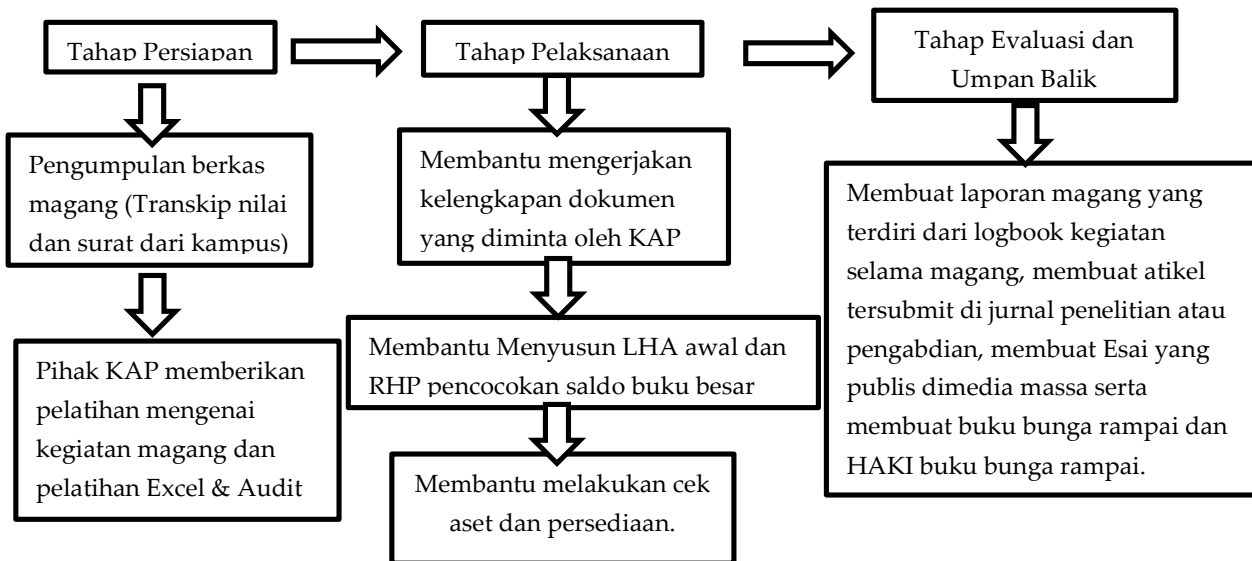 Tahap Persiapan
Pengumpulan berkas
magang (Transkip nilai
dan surat dari kampus)
Pihak KAP memberikan
pelatihan mengenai
kegiatan magang dan
pelatihan Excel & Audit
Tahap Pelaksanaan
Membantu mengerjakan
kelengkapan dokumen
yang diminta oleh KAP
Membantu Menyusun LHA awal dan
RHP pencocokan saldo buku besar
Membantu melakukan cek
aset dan persediaan.
Tahap Evaluasi dan
Umpan Balik
Membuat laporan magang yang
terdiri dari logbook kegiatan
selama magang, membuat atikel
tersubmit di jurnal penelitian atau
pengabdian, membuat Esai yang
publis dimedia massa serta
membuat buku bunga rampai dan
HAKI buku bunga rampai.